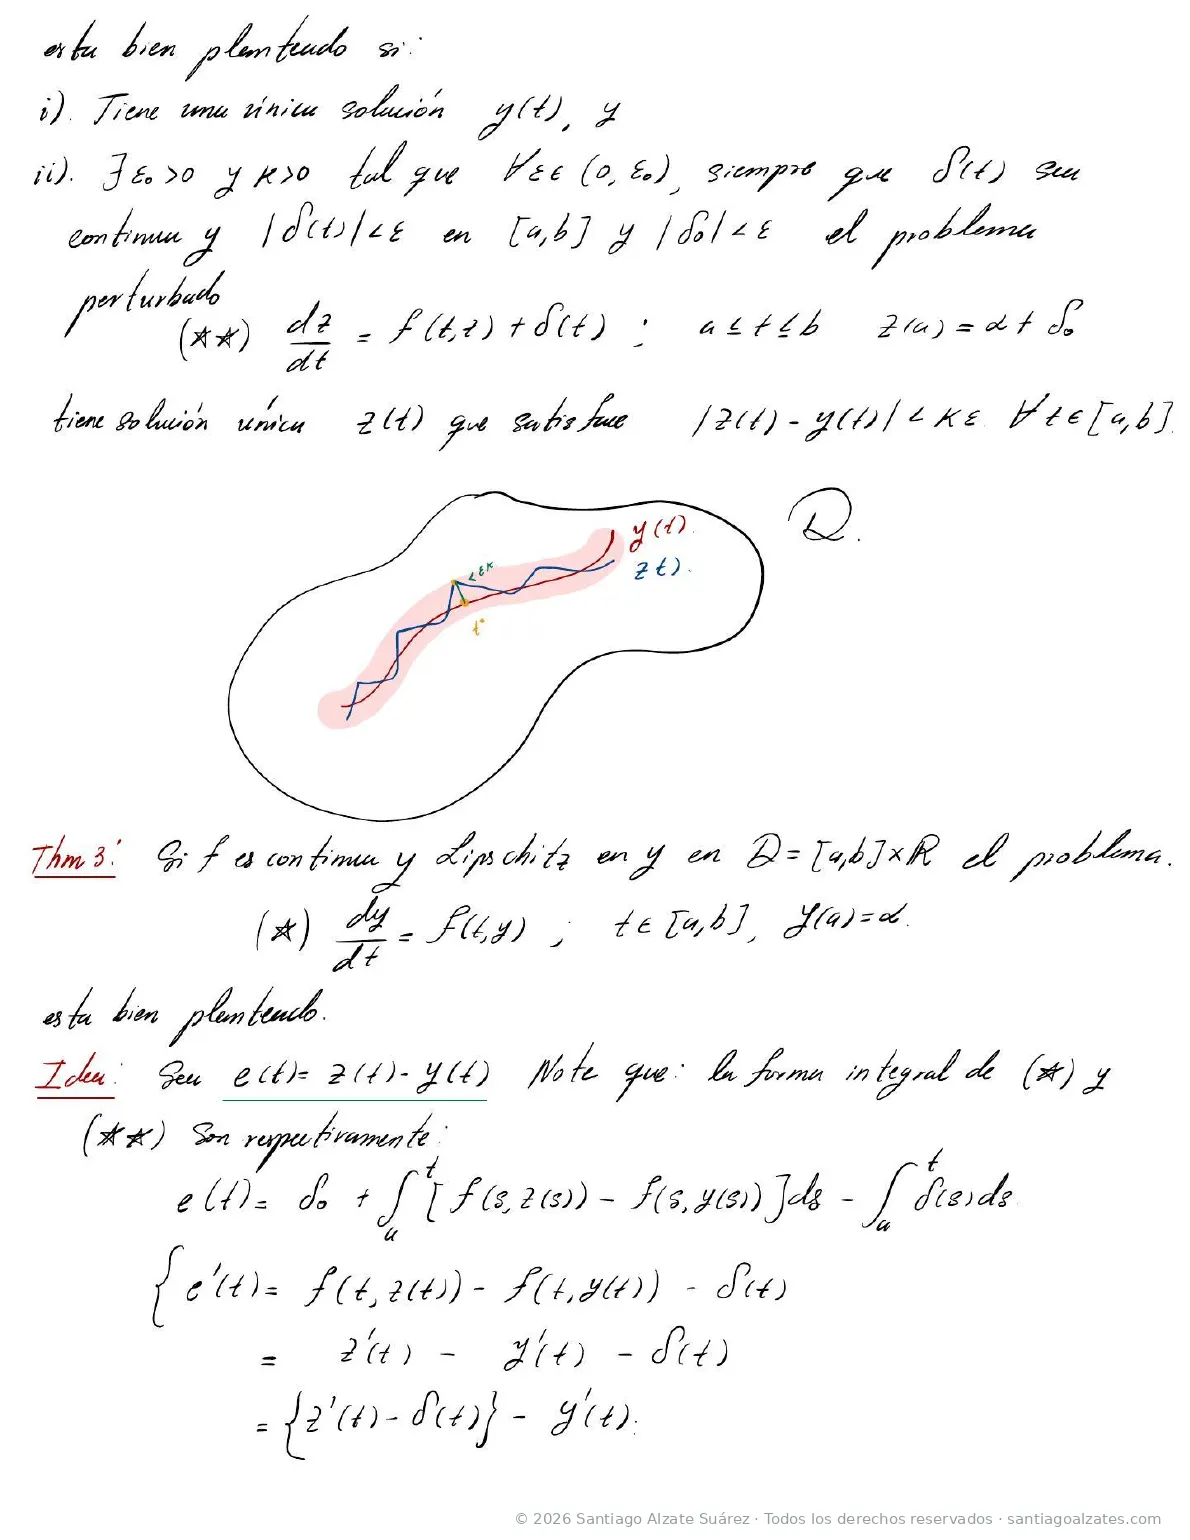 esta bien planteado si:
i). Tiene una única solución y(t), y
ii). ∃ ε₀>0 y K>0 tal que ∀ε∈(0,ε₀), siempre que δ(t) sea
continua y |δ(t)|<ε en [a,b] y |δ₀|<ε el problema
perturbado
(☆☆) dz/dt = f(t,z)+δ(t) ; a≤t≤b z(a)=α+δ₀
tiene solución única z(t) que satisface |z(t)-y(t)|<Kε ∀t∈[a,b].
D.
y(t).
z(t).
<εK
t*
Thm 3: Si f es continua y Lipschitz en y en D=[a,b]×ℝ el problema.
(☆) dy/dt = f(t,y) ; t∈[a,b], y(a)=α.
esta bien planteado.
Idea: Sea e(t)=z(t)-y(t) Note que: la forma integral de (☆) y
(☆☆) son respectivamente:
e(t)= δ₀ + ∫ₐᵗ [f(s,z(s)) - f(s,y(s))]ds - ∫ₐᵗ δ(s)ds.
{ e'(t)= f(t,z(t)) - f(t,y(t)) - δ(t)
= z'(t) - y'(t) - δ(t)
= {z'(t)-δ(t)} - y'(t).
© 2026 Santiago Alzate Suárez · Todos los derechos reservados · santiagoalzates.com